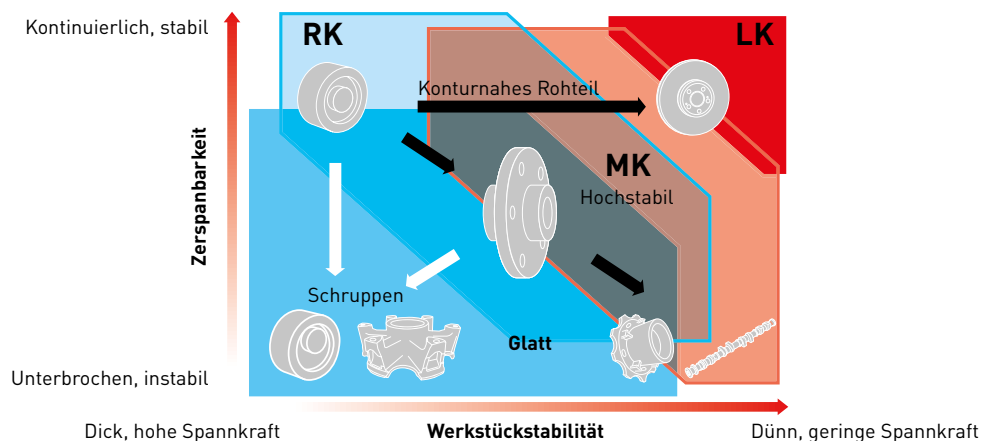 Kontinuierlich, stabil
RK
LK
Konturnahes Rohteil
MK
Hochstabil
Zerspanbarkeit
Schruppen
Glatt
Unterbrochen, instabil
Dick, hohe Spannkraft
Werkstückstabilität
Dünn, geringe Spannkraft